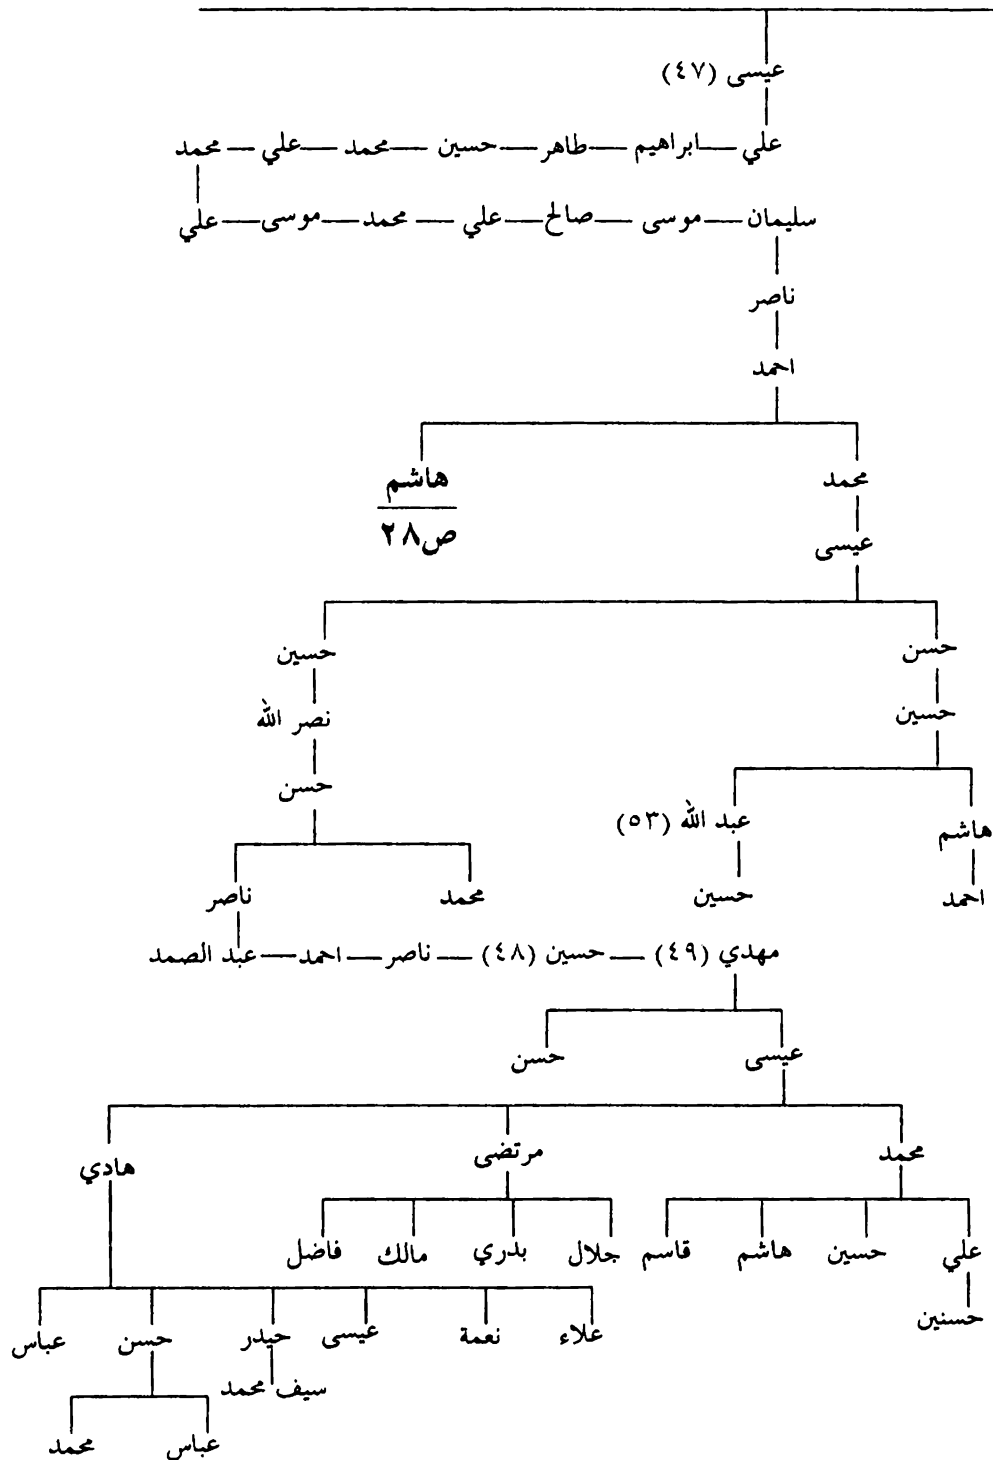 عيسى (٤٧)
علي — ابراهيم — طاهر — حسين — محمد — علي — محمد
سليمان — موسى — صالح — علي — محمد — موسى — علي
ناصر
احمد
محمد هاشم
ص٢٨
عيسى
حسن حسين
حسين نصر الله
حسن
هاشم عبد الله (٥٣)
احمد حسين محمد ناصر
مهدي (٤٩) — حسين (٤٨) — ناصر — احمد — عبد الصمد
عيسى حسن
محمد مرتضى هادي
علي حسين هاشم قاسم جلال بدري مالك فاضل
حسنين
علاء نعمة عيسى حيدر حسن عباس
سيف محمد
عباس محمد